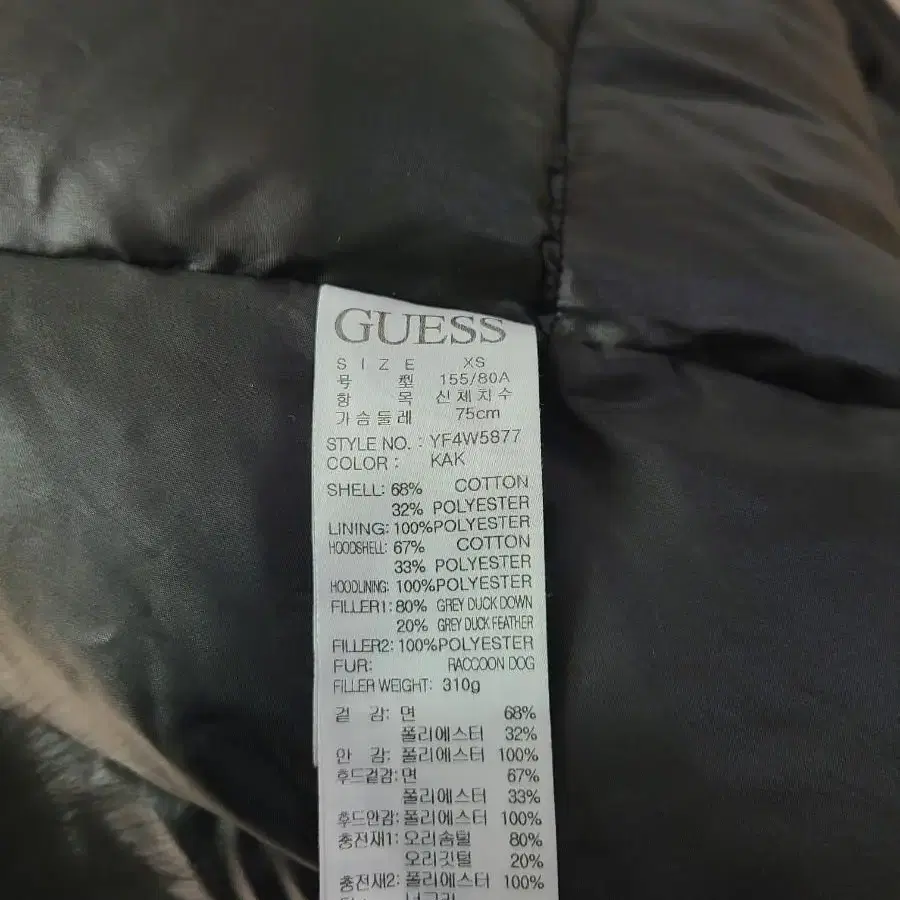 GUESS
SIZE XS
号型 155/80A
항목 신체치수
가슴둘레 75cm
STYLE NO. : YF4W5877
COLOR : KAK
SHELL: 68% COTTON
32% POLYESTER
LINING: 100%POLYESTER
HOODSHELL: 67% COTTON
33% POLYESTER
HOODLINING: 100%POLYESTER
FILLER1: 80% GREY DUCK DOWN
20% GREY DUCK FEATHER
FILLER2: 100%POLYESTER
FUR: RACCOON DOG
FILLER WEIGHT: 310g
겉 감: 면 68%
폴리에스터 32%
안 감: 폴리에스터 100%
후드겉감: 면 67%
폴리에스터 33%
후드안감: 폴리에스터 100%
충전재1: 오리솜털 80%
오리깃털 20%
충전재2: 폴리에스터 100%